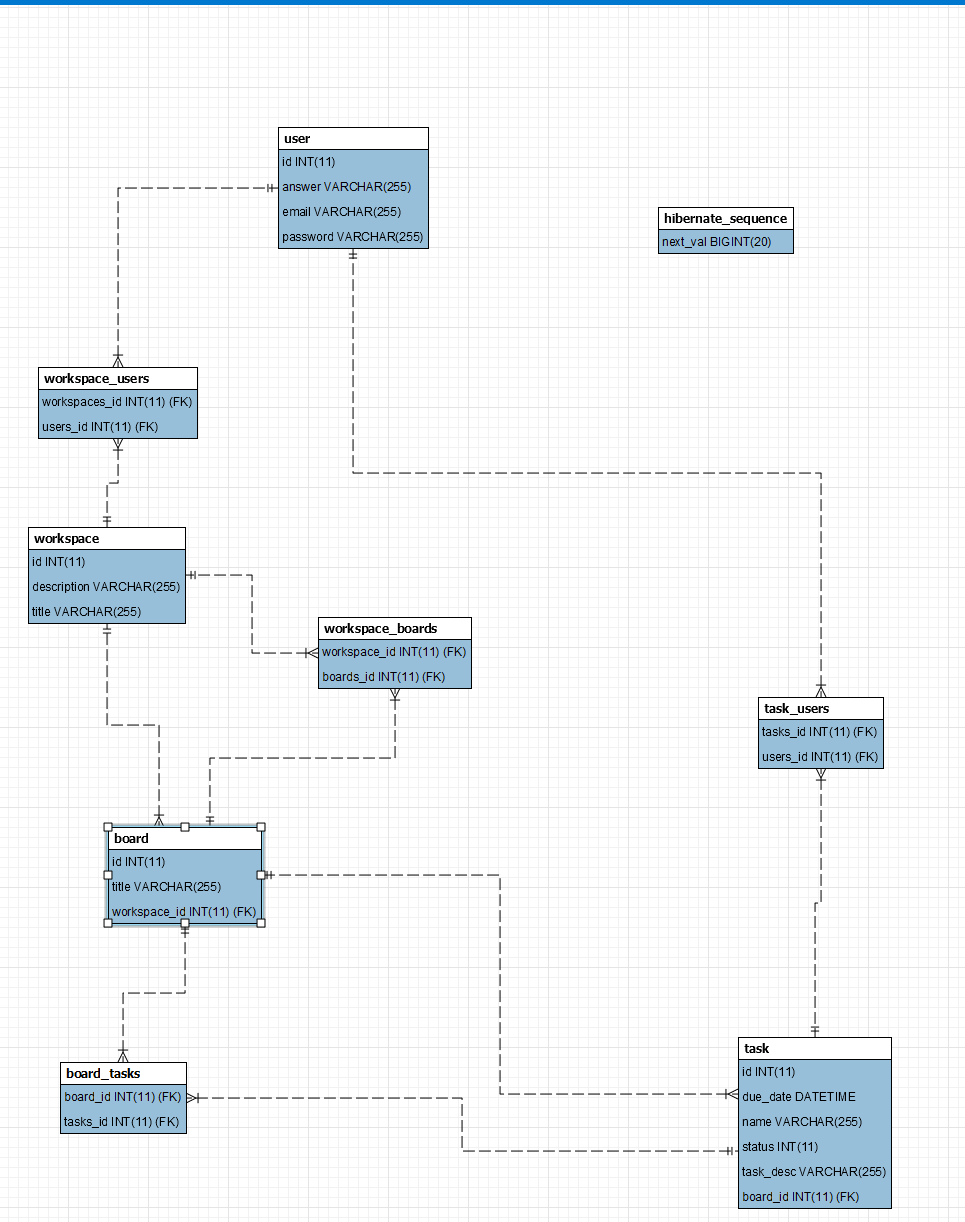 user
id INT(11)
answer VARCHAR(255)
email VARCHAR(255)
password VARCHAR(255)
hibernate_sequence
next_val BIGINT(20)
workspace_users
workspaces_id INT(11) (FK)
users_id INT(11) (FK)
workspace
id INT(11)
description VARCHAR(255)
title VARCHAR(255)
workspace_boards
workspace_id INT(11) (FK)
boards_id INT(11) (FK)
task_users
tasks_id INT(11) (FK)
users_id INT(11) (FK)
board
id INT(11)
title VARCHAR(255)
workspace_id INT(11) (FK)
board_tasks
board_id INT(11) (FK)
tasks_id INT(11) (FK)
task
id INT(11)
due_date DATETIME
name VARCHAR(255)
status INT(11)
task_desc VARCHAR(255)
board_id INT(11) (FK)